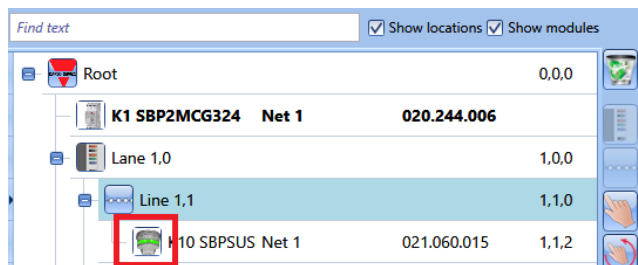 Find text Show locations Show modules
Root 0,0,0
K1 SBP2MCG324 Net 1 020.244.006
Lane 1,0 1,0,0
Line 1,1 1,1,0
K10 SBPSUS Net 1 021.060.015 1,1,2